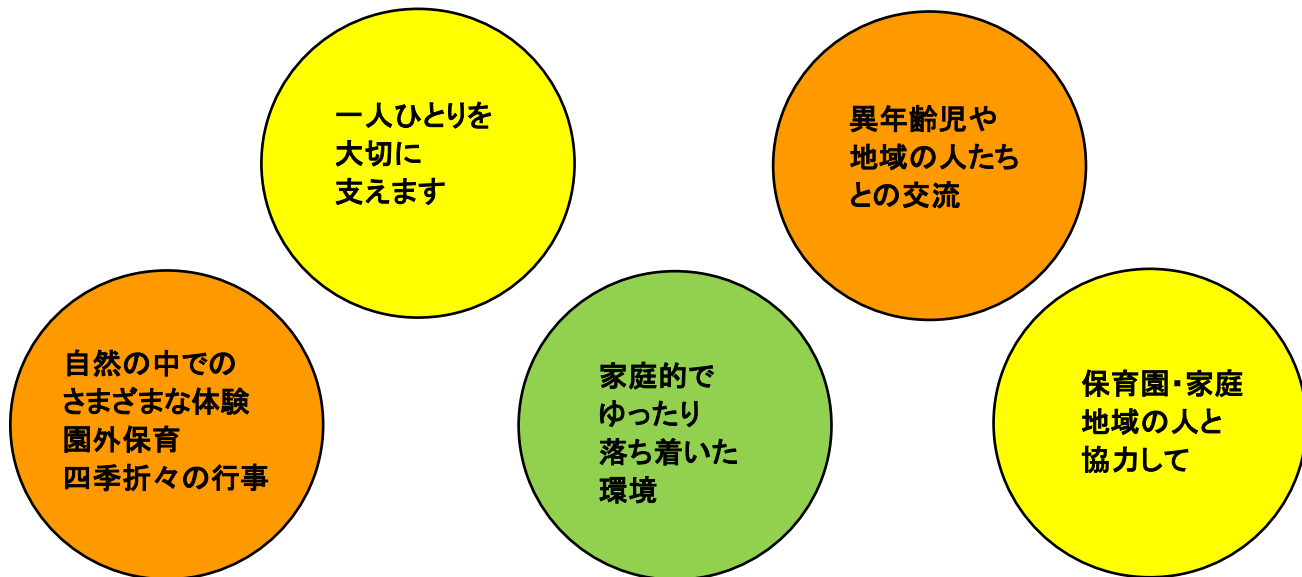 一人ひとりを
大切に
支えます
異年齢児や
地域の人たち
との交流
自然の中での
さまざまな体験
園外保育
四季折々の行事
家庭的で
ゆったり
落ち着いた
環境
保育園・家庭
地域の人と
協力して